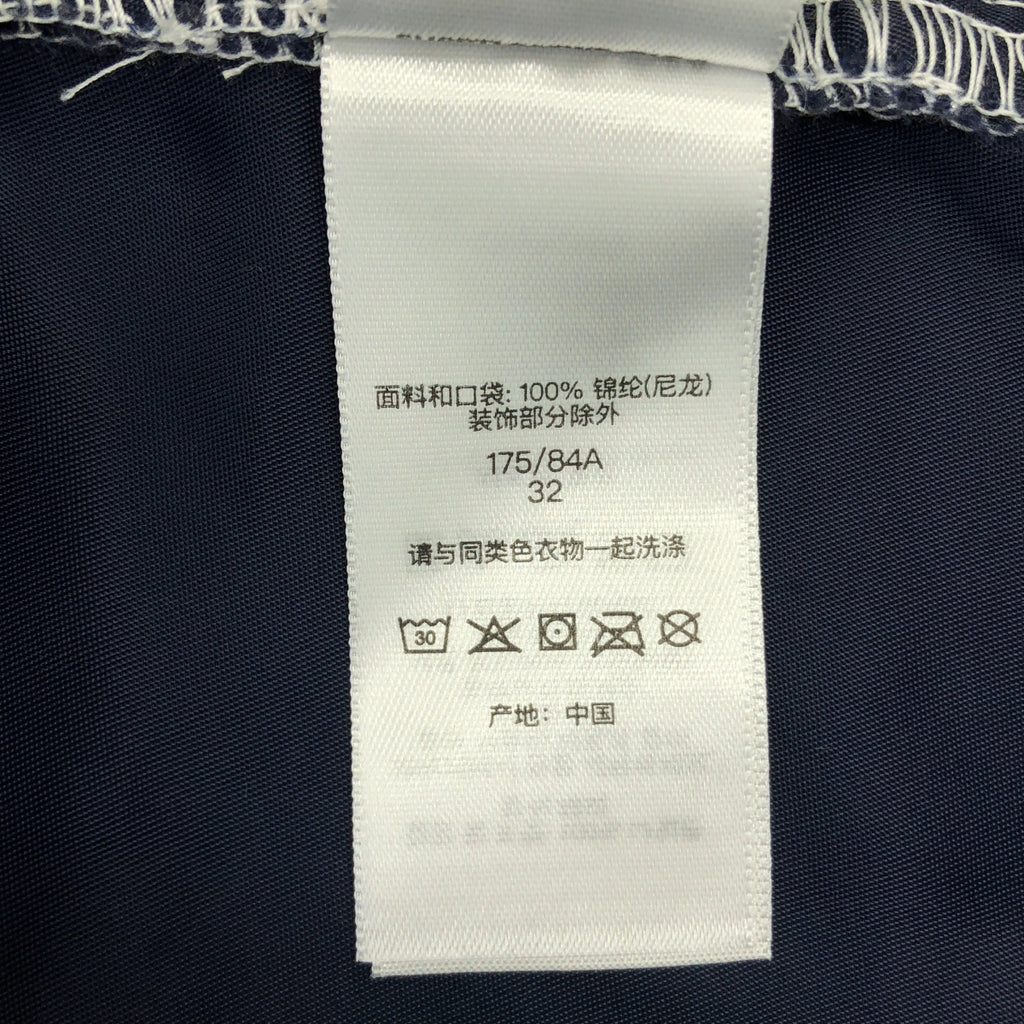 面料和口袋: 100% 锦纶(尼龙)
装饰部分除外
175/84A
32
请与同类色衣物一起洗涤
30
产地: 中国